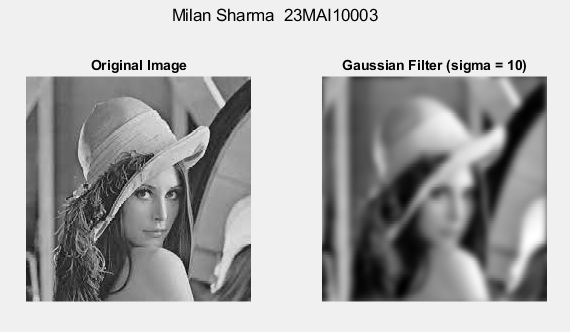 Milan Sharma  23MAI10003
Original Image
Gaussian Filter (sigma = 10)